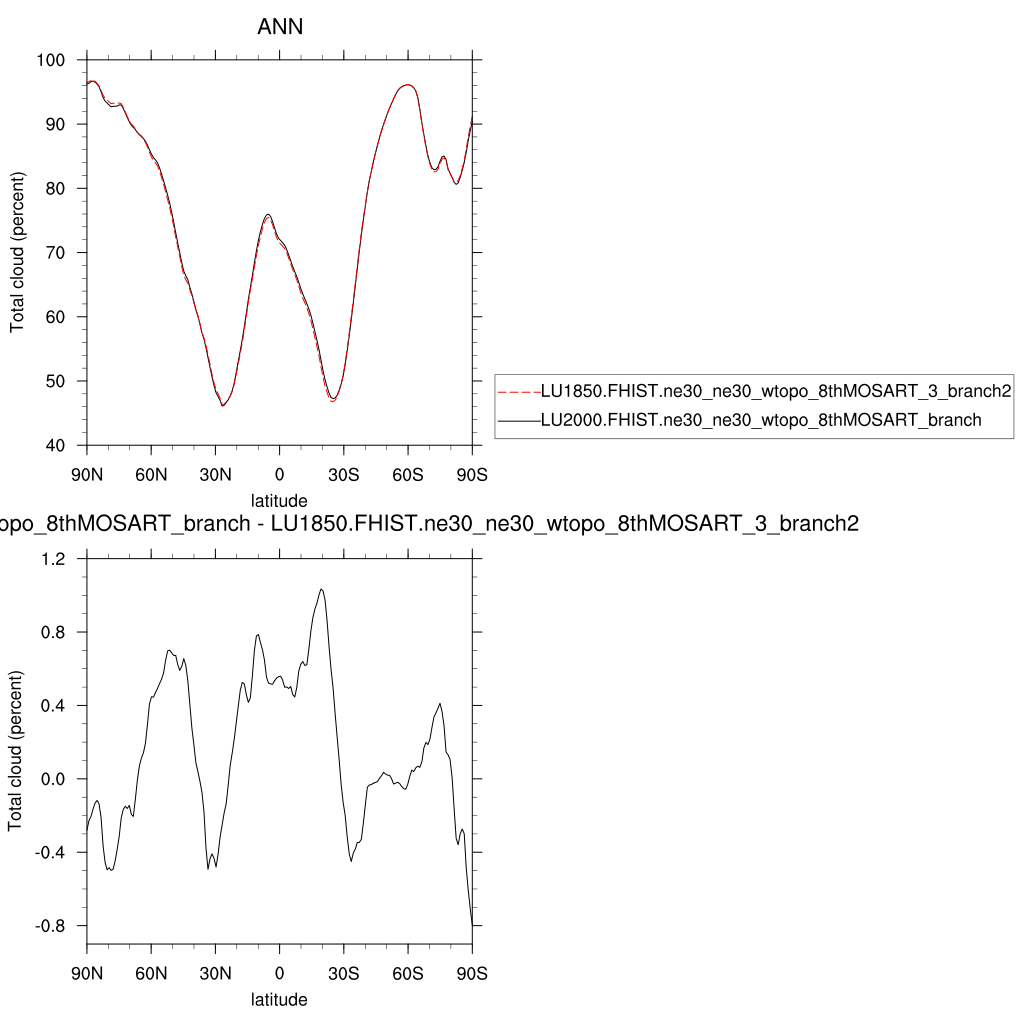 ANN
Total cloud (percent)
100
90
80
70
60
50
40
90N 60N 30N 0 30S 60S 90S
latitude
LU1850.FHIST.ne30_ne30_wtopo_8thMOSART_3_branch2
LU2000.FHIST.ne30_ne30_wtopo_8thMOSART_branch
opo_8thMOSART_branch - LU1850.FHIST.ne30_ne30_wtopo_8thMOSART_3_branch2
Total cloud (percent)
1.2
0.8
0.4
0.0
-0.4
-0.8
90N 60N 30N 0 30S 60S 90S
latitude